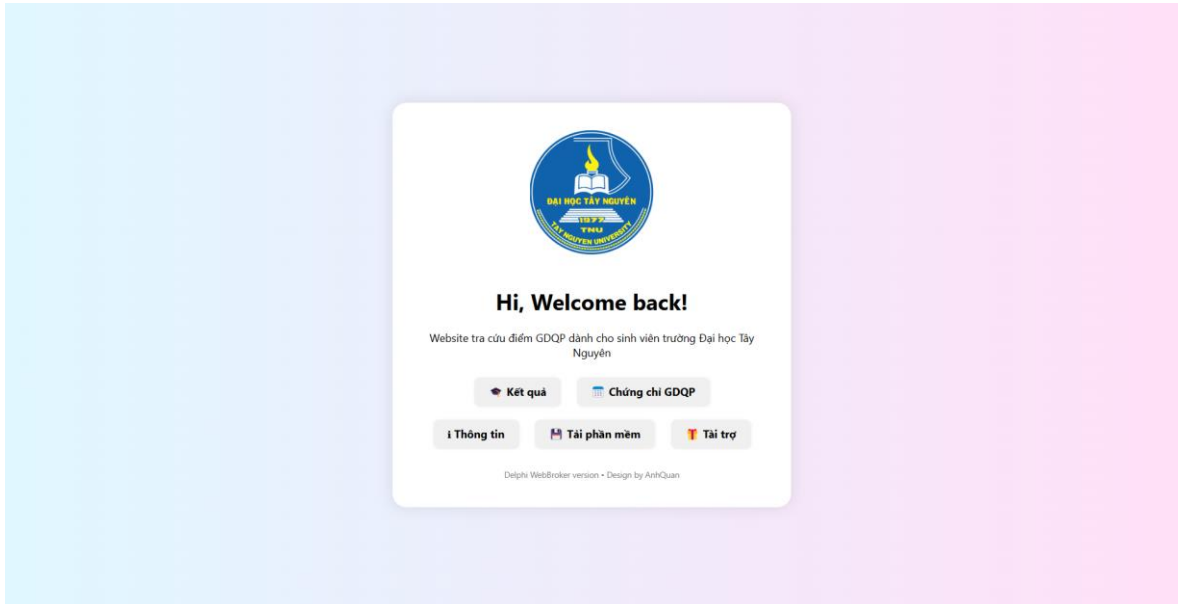 ĐẠI HỌC TÂY NGUYÊN
1977
TNU
TAY NGUYEN UNIVERSITY
Hi, Welcome back!
Website tra cứu điểm GDQP dành cho sinh viên trường Đại học Tây
Nguyên
🎓 Kết quả
🗓️ Chứng chỉ GDQP
ℹ Thông tin
💾 Tải phần mềm
🎁 Tài trợ
Delphi WebBroker version • Design by AnhQuan